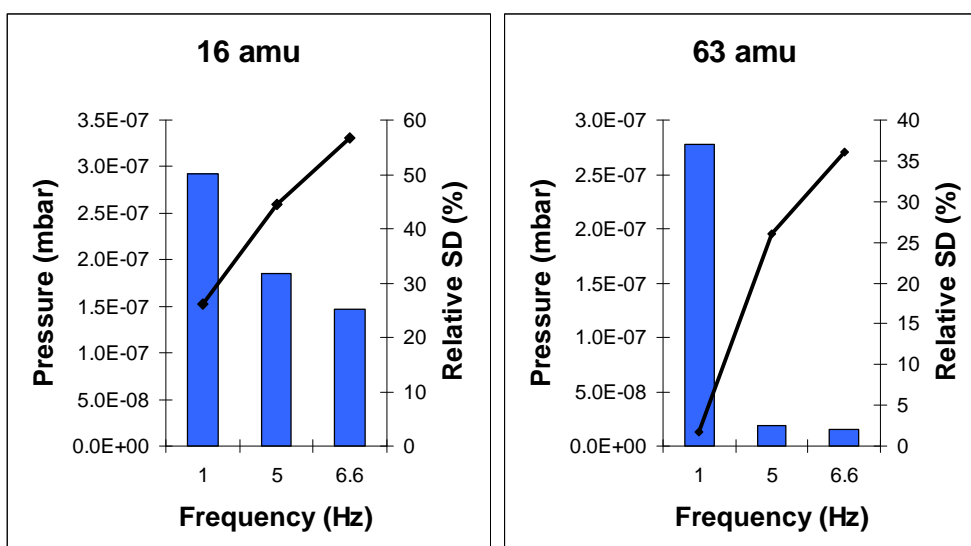 16 amu
Pressure (mbar)
3.5E-07
3.0E-07
2.5E-07
2.0E-07
1.5E-07
1.0E-07
5.0E-08
0.0E+00
60
50
40
30
20
10
0
Relative SD (%)
1 5 6.6
Frequency (Hz)
63 amu
Pressure (mbar)
3.0E-07
2.5E-07
2.0E-07
1.5E-07
1.0E-07
5.0E-08
0.0E+00
40
35
30
25
20
15
10
5
0
Relative SD (%)
1 5 6.6
Frequency (Hz)